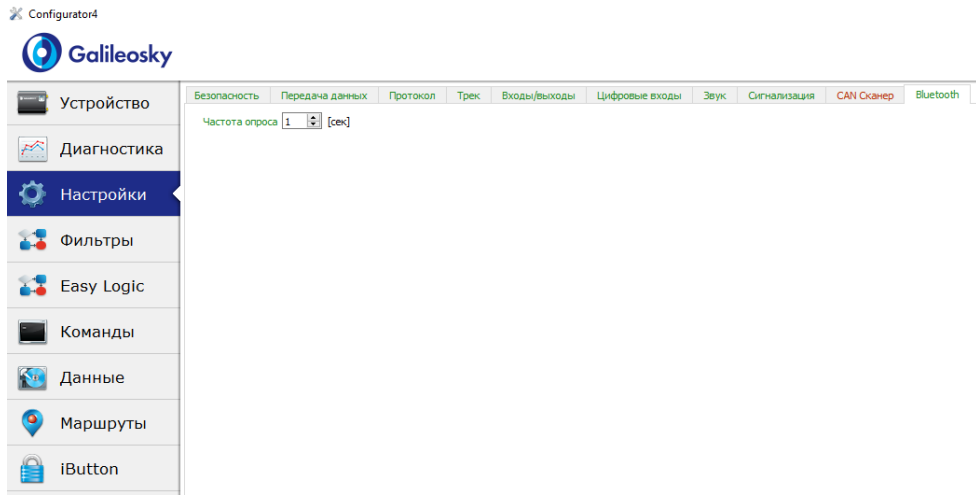 Configurator4
Galileosky
Устройство
Диагностика
Настройки
Фильтры
Easy Logic
Команды
Данные
Маршруты
iButton
Безопасность Передача данных Протокол Трек Входы/выходы Цифровые входы Звук Сигнализация CAN Сканер Bluetooth
Частота опроса 1 [сек]